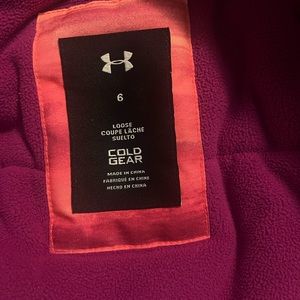 6
LOOSE
COUPE LÂCHE
SUELTO
COLD
GEAR
MADE IN CHINA
FABRIQUÉ EN CHINE
HECHO EN CHINA